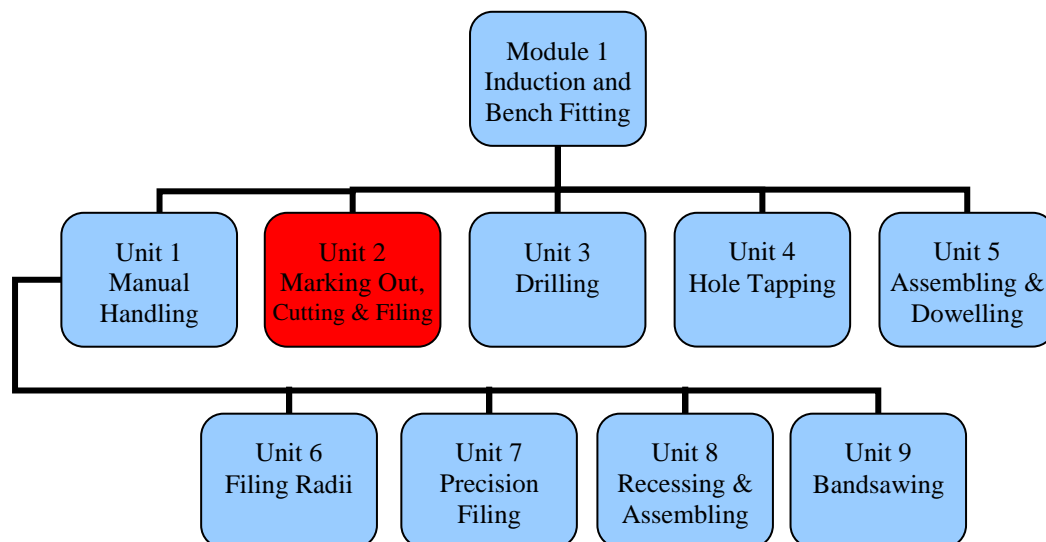 Module 1
Induction and
Bench Fitting
Unit 1
Manual
Handling
Unit 2
Marking Out,
Cutting & Filing
Unit 3
Drilling
Unit 4
Hole Tapping
Unit 5
Assembling &
Dowelling
Unit 6
Filing Radii
Unit 7
Precision
Filing
Unit 8
Recessing &
Assembling
Unit 9
Bandsawing